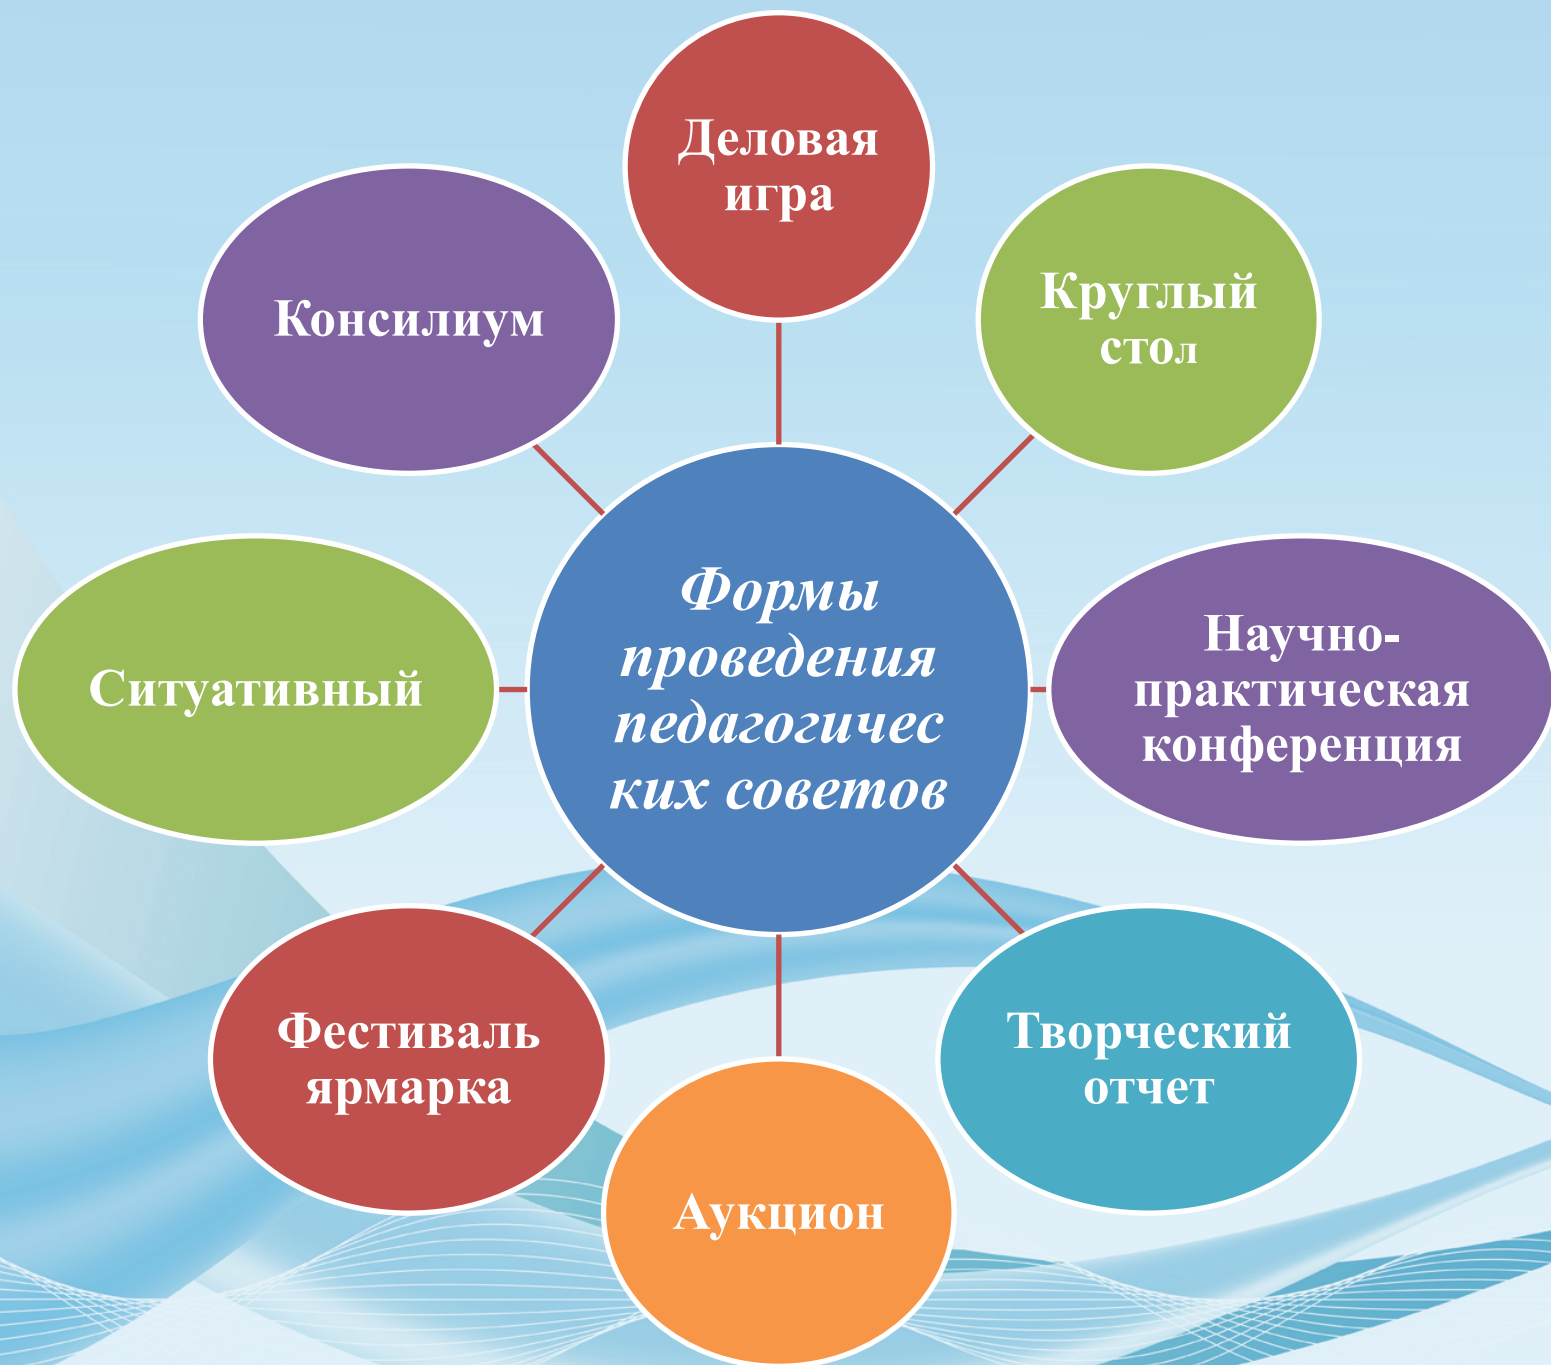 Деловая
игра
Круглый
стол
Научно-
практическая
конференция
Творческий
отчет
Аукцион
Фестиваль
ярмарка
Ситуативный
Консилиум
Формы
проведения
педагогичес
ких советов